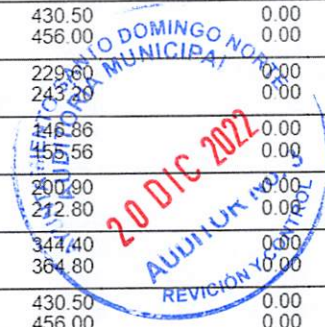 430.50 0.00
456.00 0.00
229.60 0.00
243.20 0.00
146.86 0.00
155.56 0.00
200.90 0.00
212.80 0.00
344.40 0.00
364.80 0.00
430.50 0.00
456.00 0.00
SANTO DOMINGO NORTE
AUDITORIA MUNICIPAL
20 DIC 2022
AUDITOR NO. 3
REVICIÓN Y CONTROL